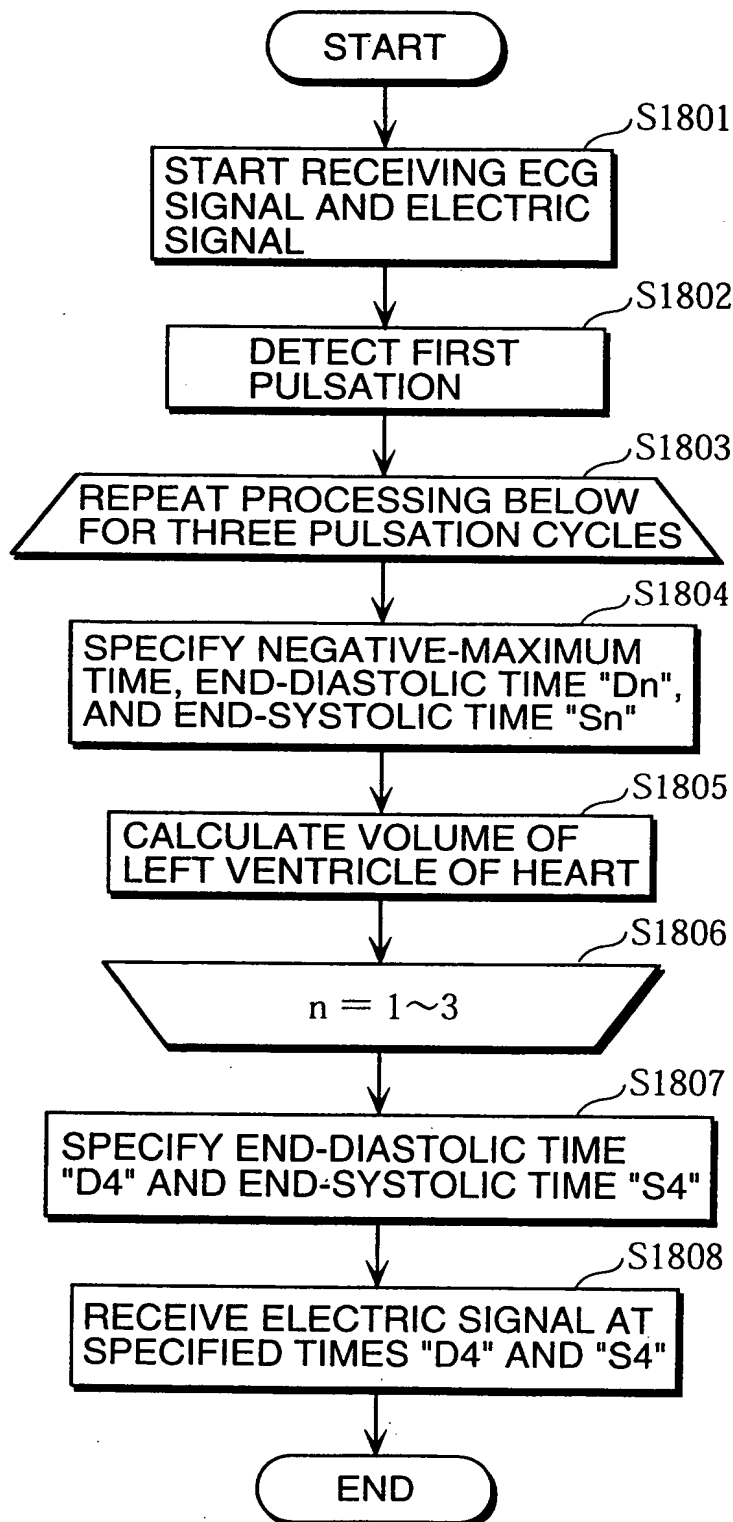 START
S1801
START RECEIVING ECG
SIGNAL AND ELECTRIC
SIGNAL
S1802
DETECT FIRST
PULSATION
S1803
REPEAT PROCESSING BELOW
FOR THREE PULSATION CYCLES
S1804
SPECIFY NEGATIVE-MAXIMUM
TIME, END-DIASTOLIC TIME "Dn",
AND END-SYSTOLIC TIME "Sn"
S1805
CALCULATE VOLUME OF
LEFT VENTRICLE OF HEART
S1806
n = 1～3
S1807
SPECIFY END-DIASTOLIC TIME
"D4" AND END-SYSTOLIC TIME "S4"
S1808
RECEIVE ELECTRIC SIGNAL AT
SPECIFIED TIMES "D4" AND "S4"
END